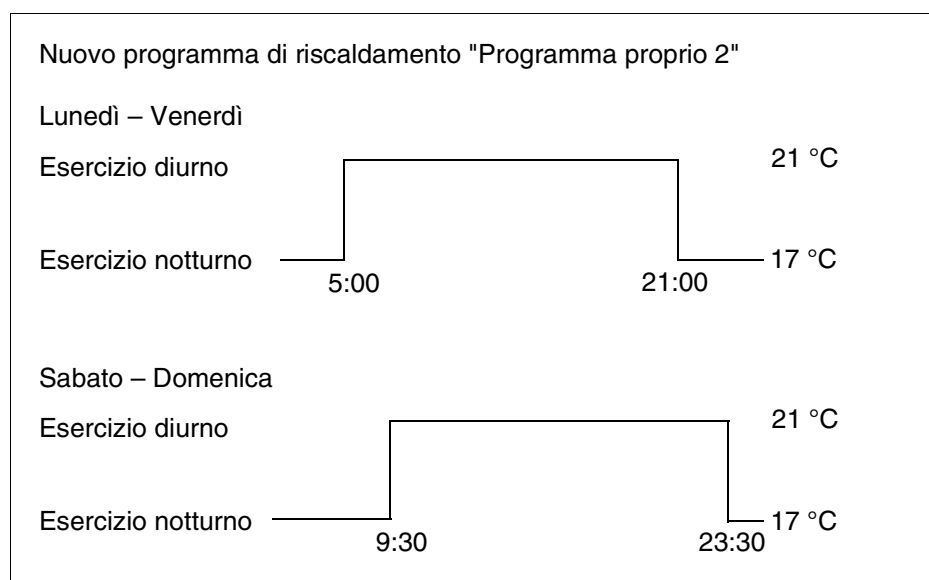 Nuovo programma di riscaldamento "Programma proprio 2"
Lunedì – Venerdì
Esercizio diurno 21 °C
Esercizio notturno 17 °C
5:00 21:00
Sabato – Domenica
Esercizio diurno 21 °C
Esercizio notturno 17 °C
9:30 23:30